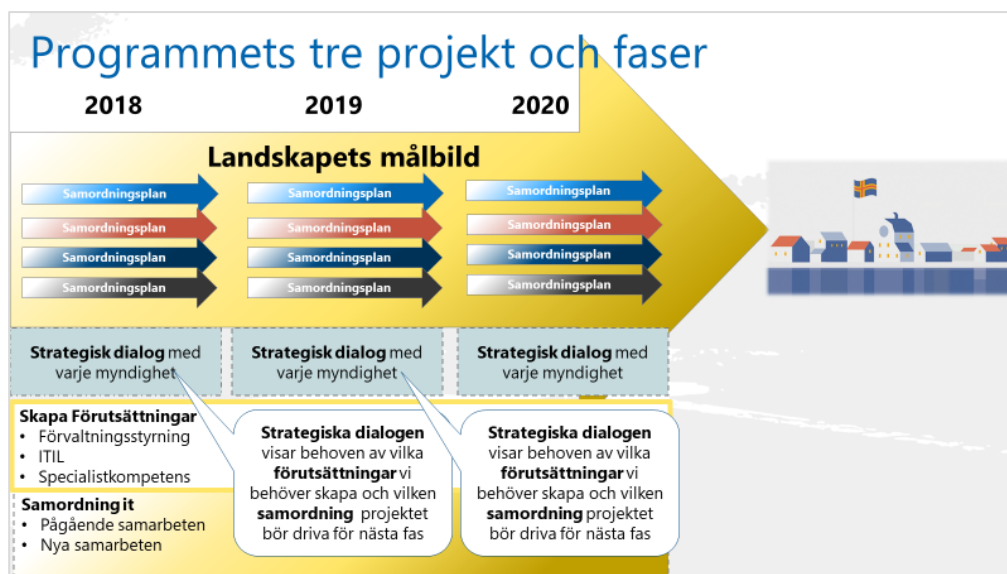 Programmets tre projekt och faser
2018
2019
2020
Landskapets målbild
Samordningsplan
Samordningsplan
Samordningsplan
Samordningsplan
Samordningsplan
Samordningsplan
Samordningsplan
Samordningsplan
Samordningsplan
Samordningsplan
Samordningsplan
Samordningsplan
Strategisk dialog med
varje myndighet
Strategisk dialog med
varje myndighet
Strategisk dialog med
varje myndighet
Skapa Förutsättningar
• Förvaltningsstyrning
• ITIL
• Specialistkompetens
Samordning it
• Pågående samarbeten
• Nya samarbeten
Strategiska dialogen
visar behoven av vilka
förutsättningar vi
behöver skapa och vilken
samordning projektet
bör driva för nästa fas
Strategiska dialogen
visar behoven av vilka
förutsättningar vi
behöver skapa och vilken
samordning projektet
bör driva för nästa fas